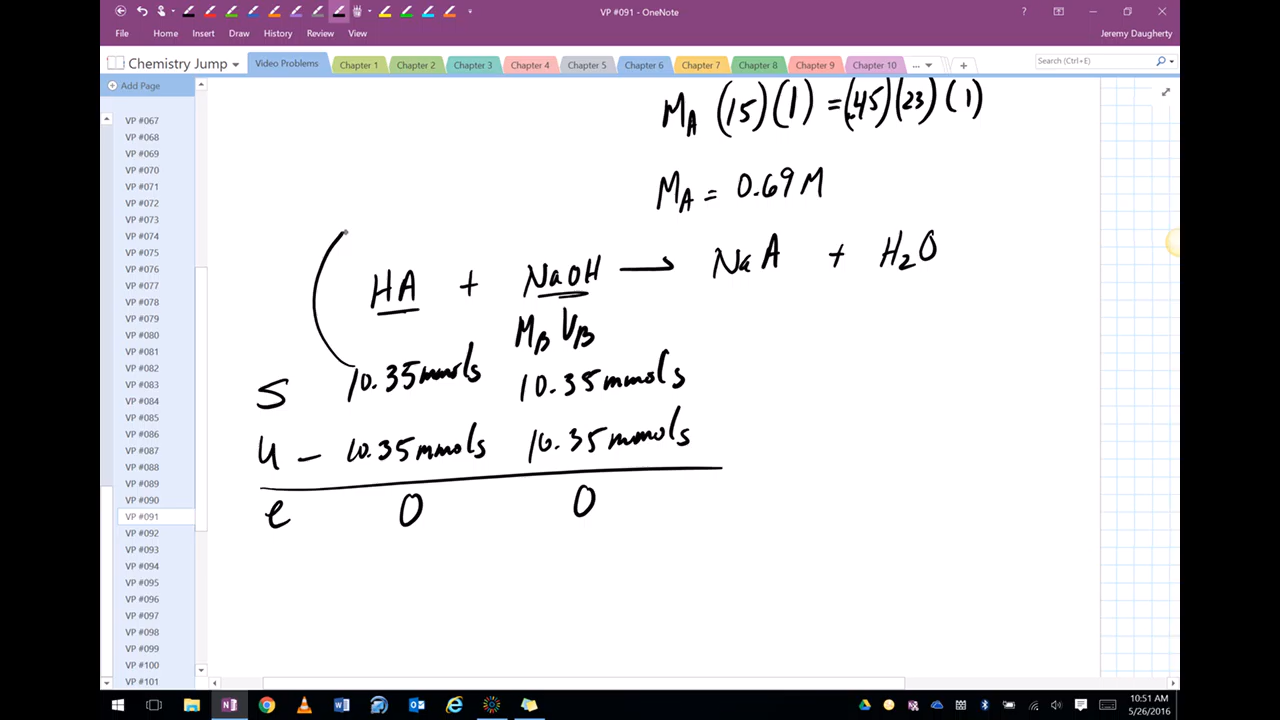 VP #091 - OneNote
File Home Insert Draw History Review View
Jeremy Daugherty
Chemistry Jump
Video Problems Chapter 1 Chapter 2 Chapter 3 Chapter 4 Chapter 5 Chapter 6 Chapter 7 Chapter 8 Chapter 9 Chapter 10 ...
Search (Ctrl+E)
Add Page
VP #067
VP #068
VP #069
VP #070
VP #071
VP #072
VP #073
VP #074
VP #075
VP #076
VP #077
VP #078
VP #079
VP #080
VP #081
VP #082
VP #083
VP #084
VP #085
VP #086
VP #087
VP #088
VP #089
VP #090
VP #091
VP #092
VP #093
VP #094
VP #095
VP #096
VP #097
VP #098
VP #099
VP #100
VP #101
M_A (15)(1) = (.45)(23)(1)
M_A = 0.69 M
HA + NaOH → NaA + H₂O
M_B V_B
S 10.35 mmols 10.35 mmols
U - 10.35 mmols 10.35 mmols
e 0 0
10:51 AM
5/26/2016